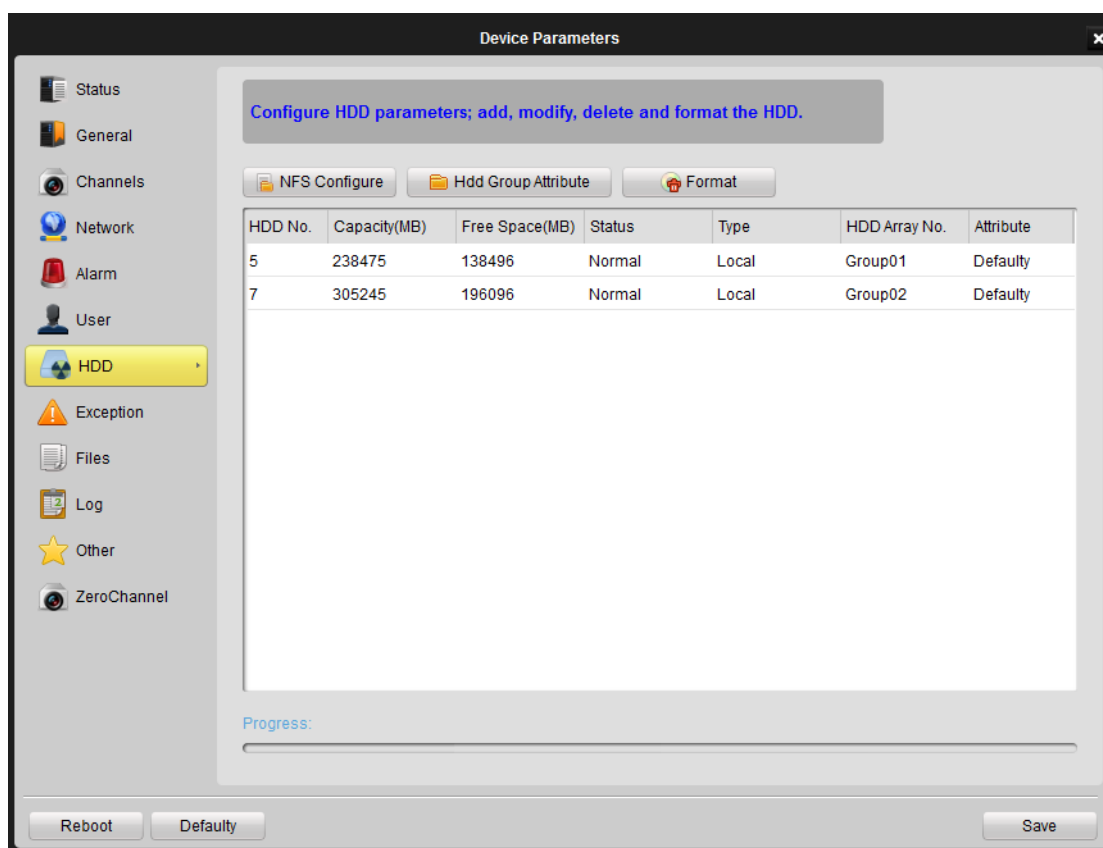 Device Parameters
Status
General
Channels
Network
Alarm
User
HDD
Exception
Files
Log
Other
ZeroChannel
Configure HDD parameters; add, modify, delete and format the HDD.
NFS Configure Hdd Group Attribute Format
HDD No. Capacity(MB) Free Space(MB) Status Type HDD Array No. Attribute
5 238475 138496 Normal Local Group01 Defaulty
7 305245 196096 Normal Local Group02 Defaulty
Progress:
Reboot Defaulty Save